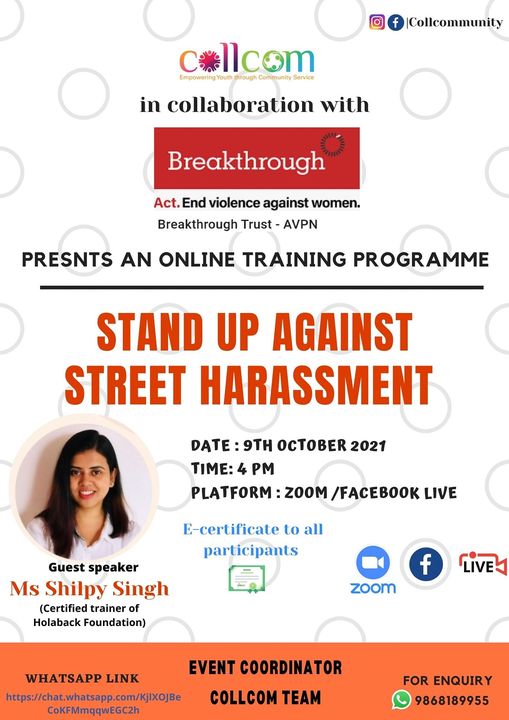 |Collcommunity
collcom
Empowering Youth through Community Service
in collaboration with
Breakthrough
Act. End violence against women.
Breakthrough Trust - AVPN
PRESNTS AN ONLINE TRAINING PROGRAMME
STAND UP AGAINST
STREET HARASSMENT
DATE : 9TH OCTOBER 2021
TIME: 4 PM
PLATFORM : ZOOM /FACEBOOK LIVE
E-certificate to all
participants
Guest speaker
Ms Shilpy Singh
(Certified trainer of
Holaback Foundation)
zoom
LIVE
WHATSAPP LINK
https://chat.whatsapp.com/KjlXOJBe
CoKFMmqqwEGC2h
EVENT COORDINATOR
COLLCOM TEAM
FOR ENQUIRY
9868189955